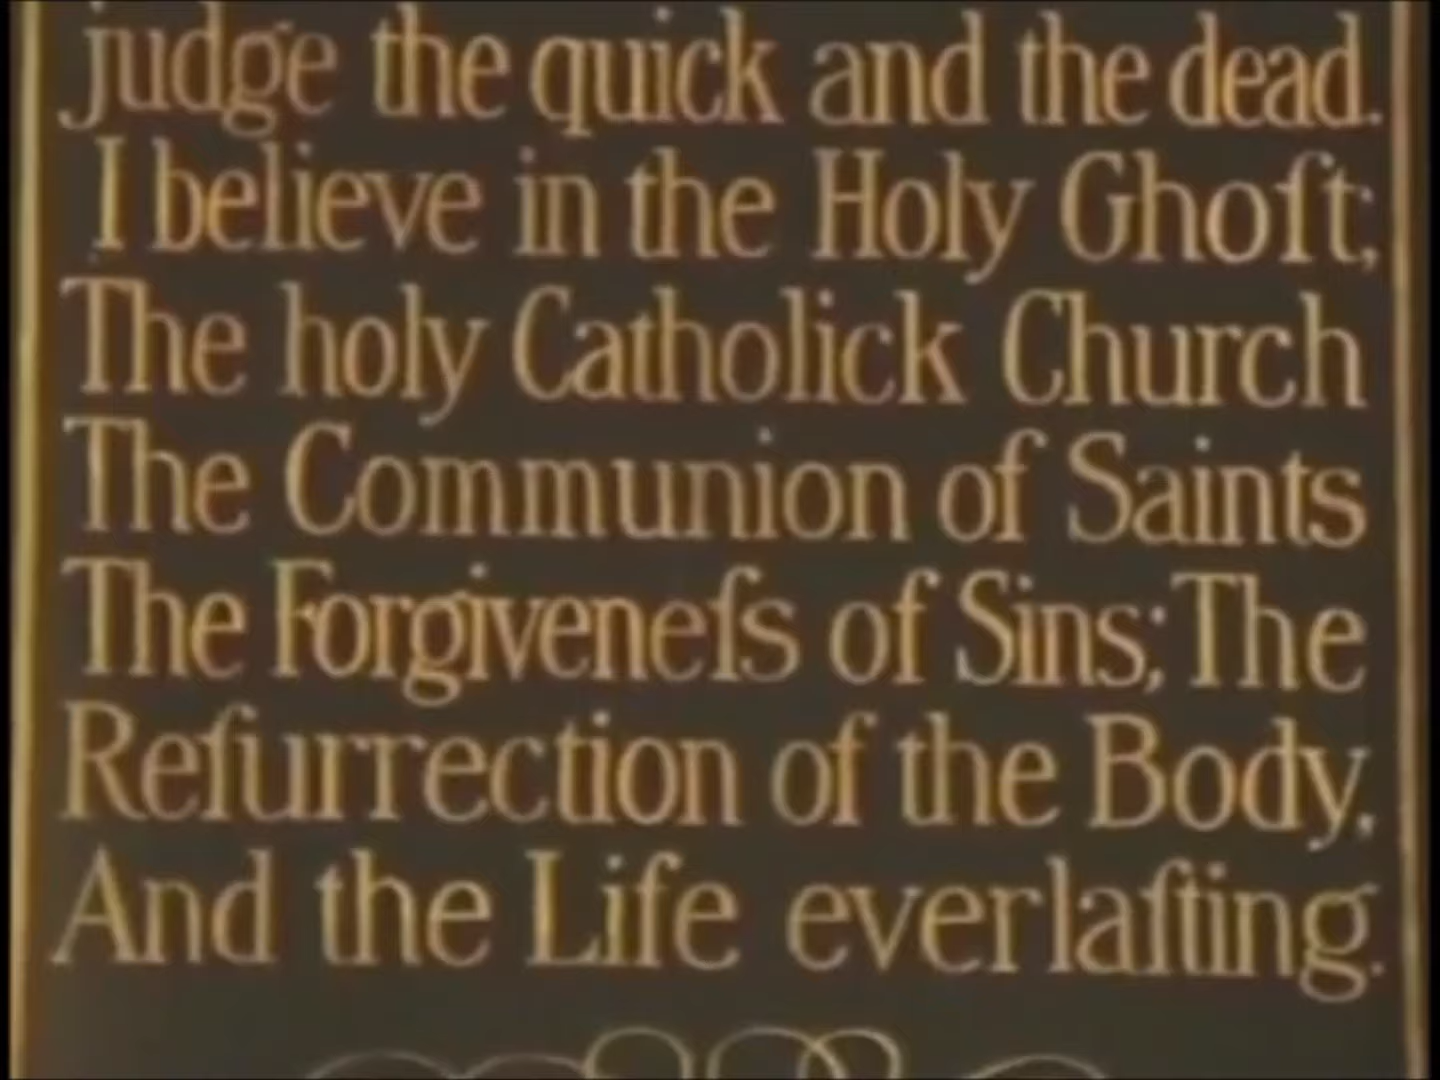 judge the quick and the dead.
I believe in the Holy Ghoſt;
The holy Catholick Church
The Communion of Saints
The Forgiveneſs of Sins; The
Reſurrection of the Body,
And the Life everlaſting.